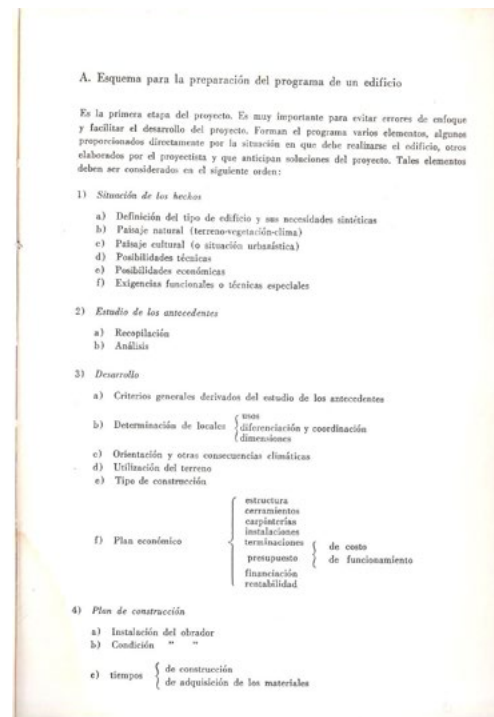 A. Esquema para la preparación del programa de un edificio
Es la primera etapa del proyecto. Es muy importante para evitar errores de enfoque
y facilitar el desarrollo del proyecto. Forman el programa varios elementos, algunos
proporcionados directamente por la situación en que debe realizarse el edificio, otros
elaborados por el proyectista y que anticipan soluciones del proyecto. Tales elementos
deben ser considerados en el siguiente orden:
1) Situación de los hechos
a) Definición del tipo de edificio y sus necesidades sintéticas
b) Paisaje natural (terreno-vegetación-clima)
c) Paisaje cultural (o situación urbanística)
d) Posibilidades técnicas
e) Posibilidades económicas
f) Exigencias funcionales o técnicas especiales
2) Estudio de los antecedentes
a) Recopilación
b) Análisis
3) Desarrollo
a) Criterios generales derivados del estudio de los antecedentes
b) Determinación de locales
usos
diferenciación y coordinación
dimensiones
c) Orientación y otras consecuencias climáticas
d) Utilización del terreno
e) Tipo de construcción
f) Plan económico
estructura
cerramientos
carpinterías
instalaciones
terminaciones
presupuesto
de costo
de funcionamiento
financiación
rentabilidad
4) Plan de construcción
a) Instalación del obrador
b) Condición " "
c) tiempos
de construcción
de adquisición de los materiales